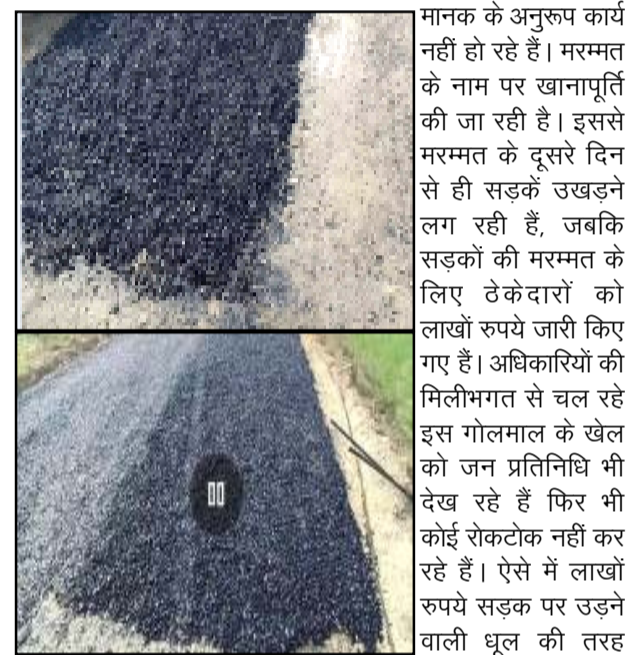 मानक के अनुरूप कार्य
नहीं हो रहे हैं। मरम्मत
के नाम पर खानापूर्ति
की जा रही है। इससे
मरम्मत के दूसरे दिन
से ही सड़कें उखड़ने
लग रही हैं, जबकि
सड़कों की मरम्मत के
लिए ठेकेदारों को
लाखों रुपये जारी किए
गए हैं। अधिकारियों की
मिलीभगत से चल रहे
इस गोलमाल के खेल
को जन प्रतिनिधि भी
देख रहे हैं फिर भी
कोई रोकटोक नहीं कर
रहे हैं। ऐसे में लाखों
रुपये सड़क पर उड़ने
वाली धूल की तरह